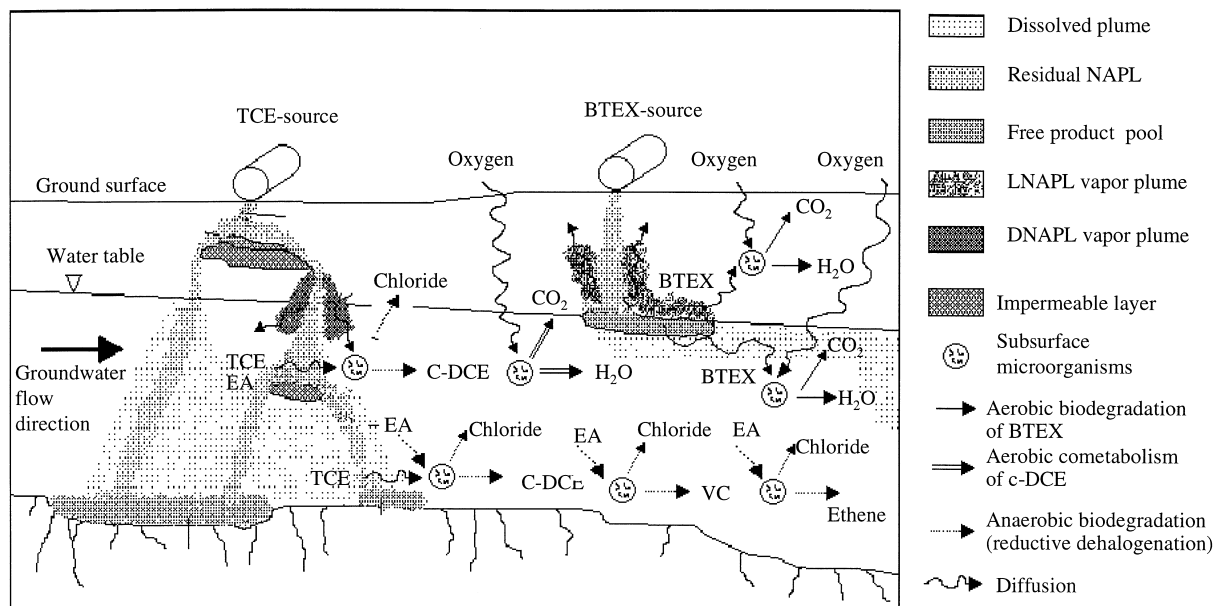 TCE-source
BTEX-source
Oxygen
Oxygen
Oxygen
Ground surface
CO2
Water table
BTEX
H2O
Chloride
CO2
Groundwater
flow
direction
TCE
EA
C-DCE
H2O
BTEX
CO2
H2O
EA
Chloride
EA
Chloride
EA
Chloride
TCE
C-DCE
VC
Ethene
Dissolved plume
Residual NAPL
Free product pool
LNAPL vapor plume
DNAPL vapor plume
Impermeable layer
Subsurface
microorganisms
Aerobic biodegradation
of BTEX
Aerobic cometabolism
of c-DCE
Anaerobic biodegradation
(reductive dehalogenation)
Diffusion